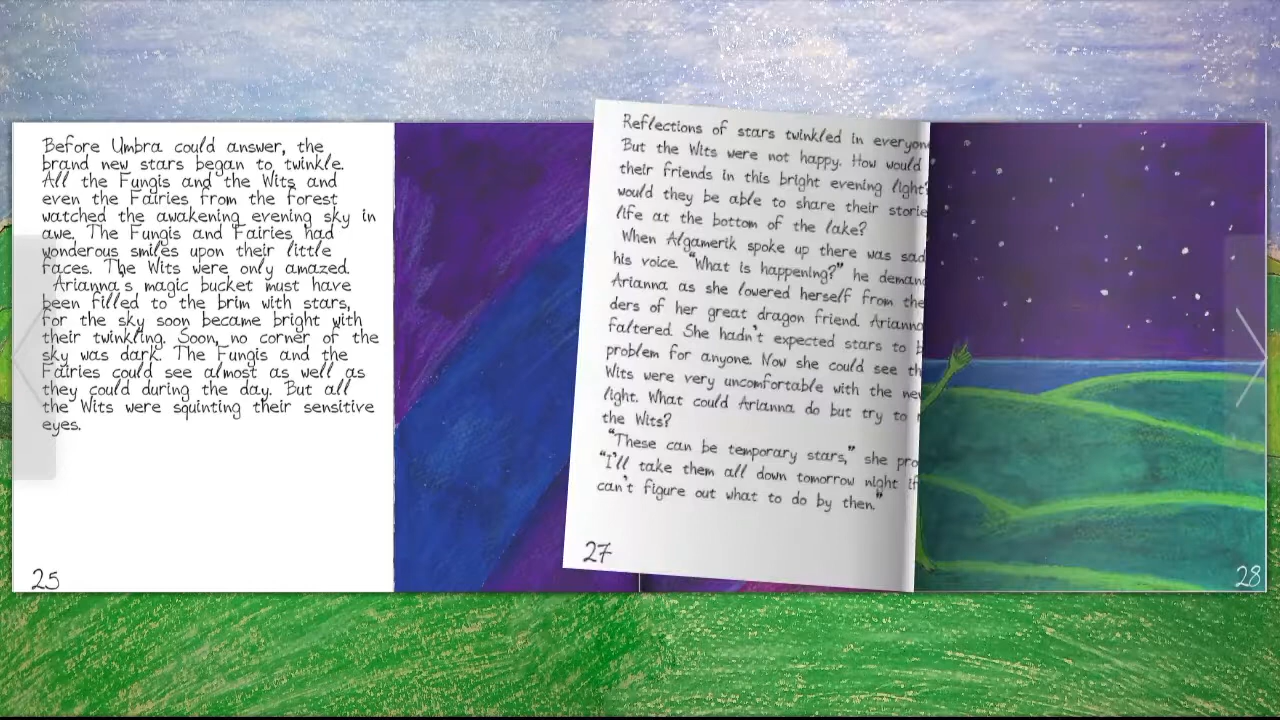 Before Umbra could answer, the
brand new stars began to twinkle.
All the Fungis and the Wits and
even the Fairies from the forest
watched the awakening evening sky in
awe. The Fungis and Fairies had
wonderous smiles upon their little
faces. The Wits were only amazed.
Arianna's magic bucket must have
been filled to the brim with stars,
for the sky soon became bright with
their twinkling. Soon, no corner of the
sky was dark. The Fungis and the
Fairies could see almost as well as
they could during the day. But all
the Wits were squinting their sensitive
eyes.
25
Reflections of stars twinkled in
But the Wits were not happy. How would
their friends in this bright evening light?
would they be able to share their
life at the bottom of the lake?
When Algamerik spoke up there was
his voice. "What is happening?" he
Arianna as she lowered herself from the
ders of her great dragon friend. Arianna
faltered. She hadn't expected stars to
problem for anyone. Now she could see
Wits were very uncomfortable with the
light. What could Arianna do but try to
the Wits?
"These can be temporary stars," she
"I'll take them all down tomorrow night if
can't figure out what to do by then."
27
28